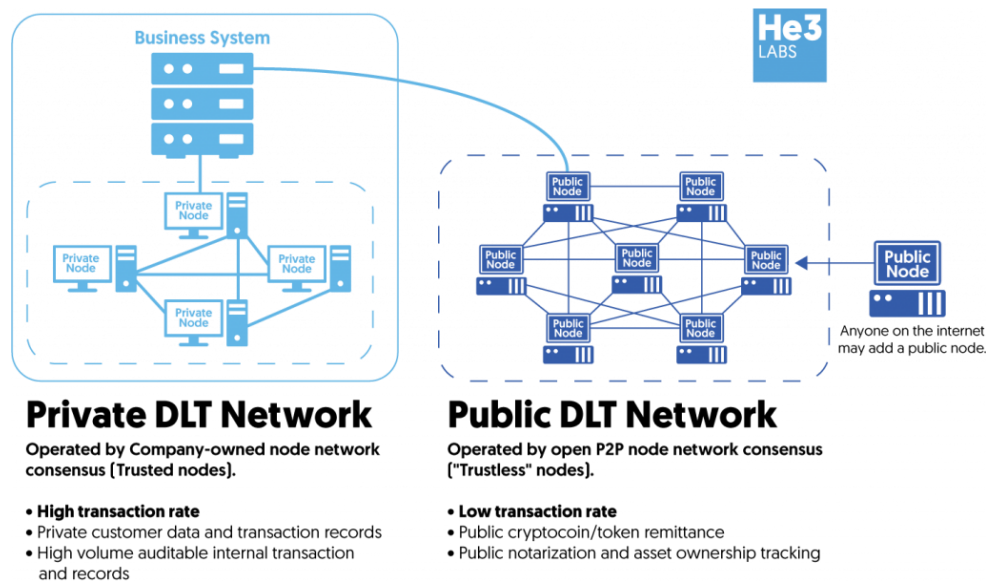 Business System
He3
LABS
Private
Node
Private
Node
Private
Node
Private
Node
Public
Node
Public
Node
Public
Node
Public
Node
Public
Node
Public
Node
Public
Node
Public
Node
Anyone on the internet
may add a public node.
Private DLT Network
Operated by Company-owned node network
consensus (Trusted nodes).
• High transaction rate
• Private customer data and transaction records
• High volume auditable internal transaction
and records
Public DLT Network
Operated by open P2P node network consensus
("Trustless" nodes).
• Low transaction rate
• Public cryptocoin/token remittance
• Public notarization and asset ownership tracking